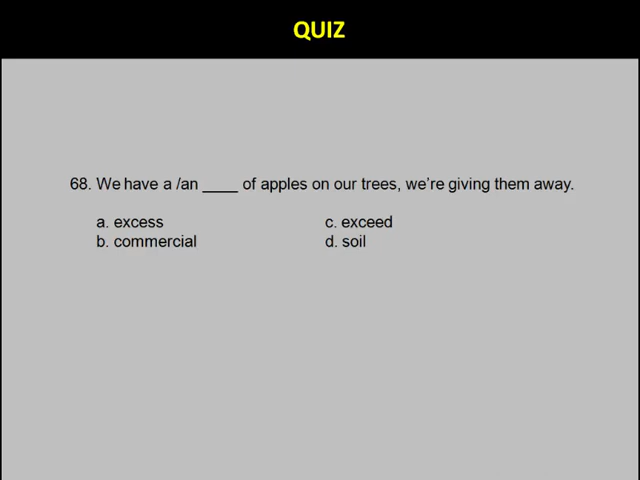 QUIZ
68. We have a /an ____ of apples on our trees, we're giving them away.
a. excess
c. exceed
b. commercial
d. soil